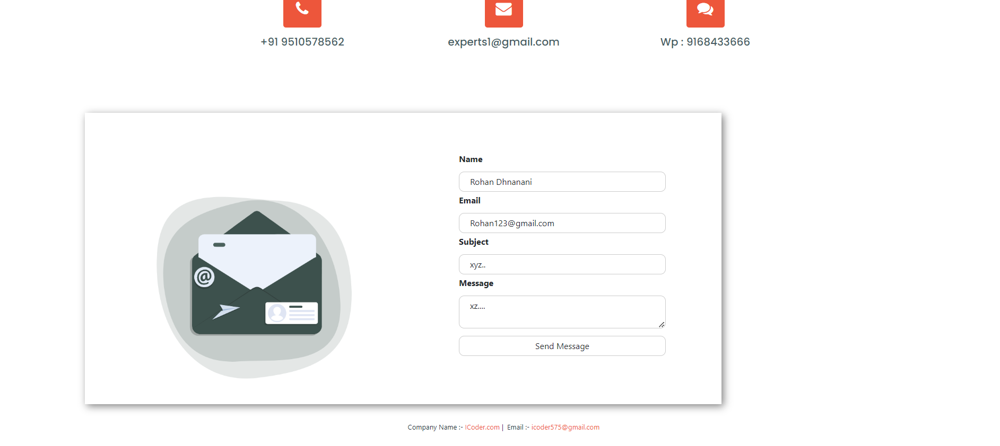 +91 9510578562
experts1@gmail.com
Wp : 9168433666
Name
Rohan Dhnanani
Email
Rohan123@gmail.com
Subject
xyz..
Message
xz....
Send Message
@
Company Name :- ICoder.com | Email :- icoder575@gmail.com